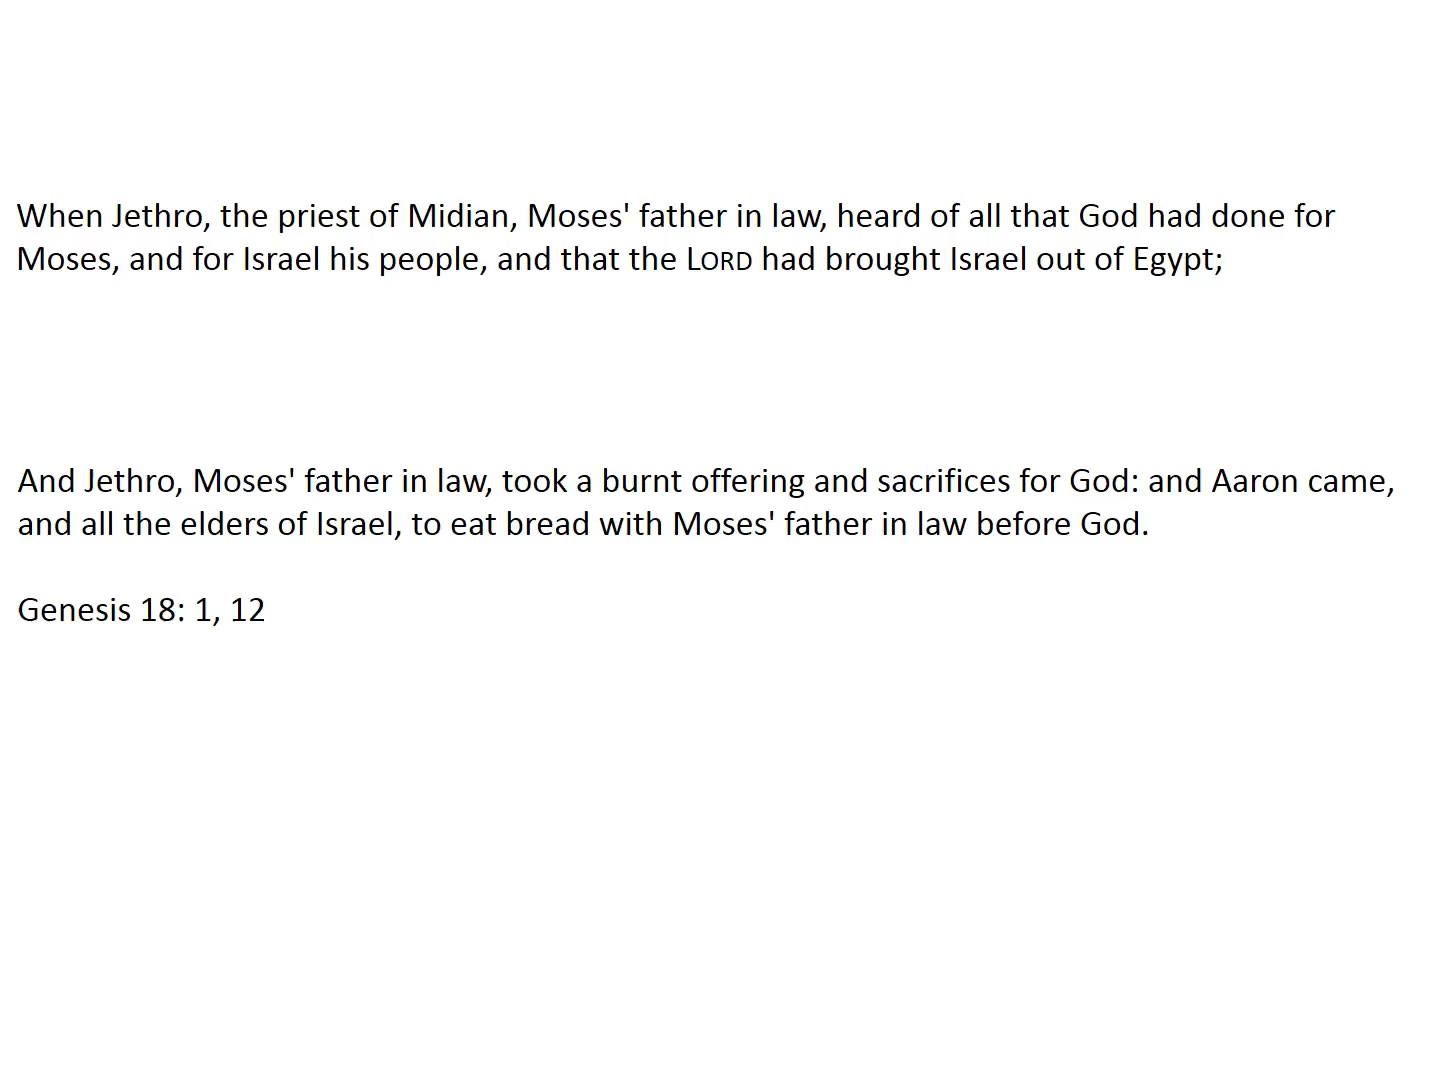 When Jethro, the priest of Midian, Moses' father in law, heard of all that God had done for
Moses, and for Israel his people, and that the LORD had brought Israel out of Egypt;
And Jethro, Moses' father in law, took a burnt offering and sacrifices for God: and Aaron came,
and all the elders of Israel, to eat bread with Moses' father in law before God.
Genesis 18: 1, 12